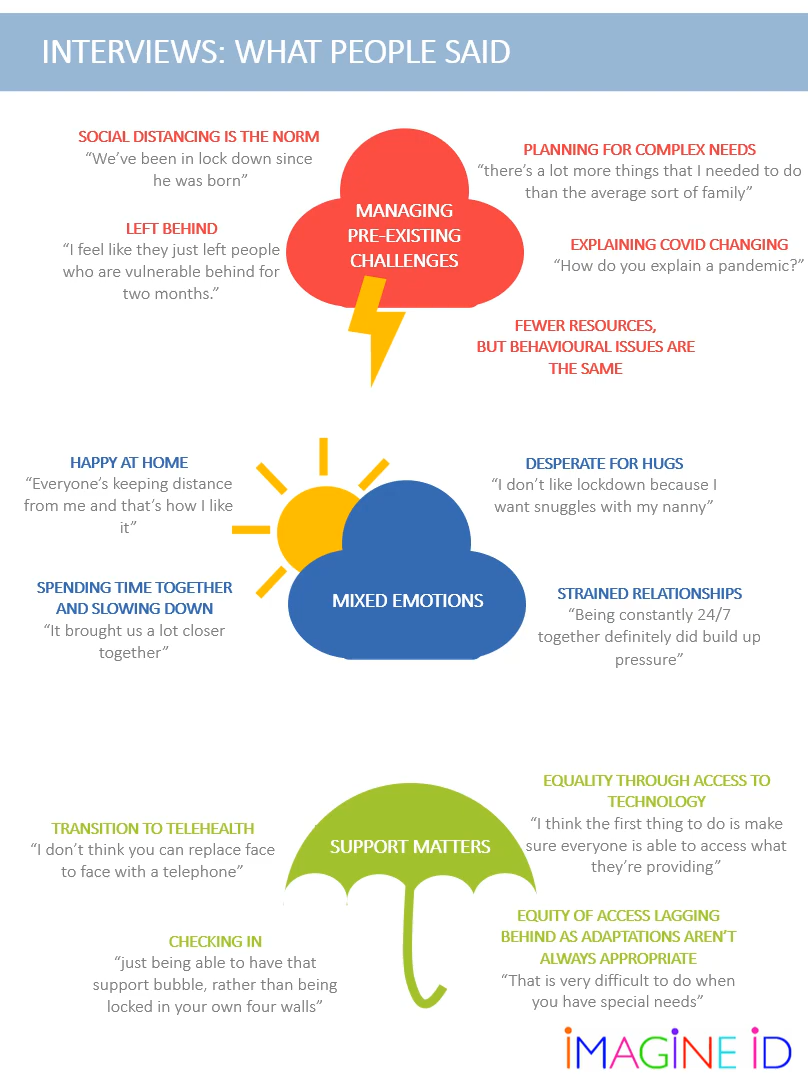 INTERVIEWS: WHAT PEOPLE SAID
SOCIAL DISTANCING IS THE NORM
“We’ve been in lock down since
he was born”
LEFT BEHIND
“I feel like they just left people
who are vulnerable behind for
two months.”
MANAGING
PRE-EXISTING
CHALLENGES
PLANNING FOR COMPLEX NEEDS
“there’s a lot more things that I needed to do
than the average sort of family”
EXPLAINING COVID CHANGING
“How do you explain a pandemic?”
FEWER RESOURCES,
BUT BEHAVIOURAL ISSUES ARE
THE SAME
HAPPY AT HOME
“Everyone’s keeping distance
from me and that’s how I like
it”
SPENDING TIME TOGETHER
AND SLOWING DOWN
“It brought us a lot closer
together”
MIXED EMOTIONS
DESPERATE FOR HUGS
“I don’t like lockdown because I
want snuggles with my nanny”
STRAINED RELATIONSHIPS
“Being constantly 24/7
together definitely did build up
pressure”
TRANSITION TO TELEHEALTH
“I don’t think you can replace face
to face with a telephone”
CHECKING IN
“just being able to have that
support bubble, rather than being
locked in your own four walls”
SUPPORT MATTERS
EQUALITY THROUGH ACCESS TO
TECHNOLOGY
“I think the first thing to do is make
sure everyone is able to access what
they’re providing”
EQUITY OF ACCESS LAGGING
BEHIND AS ADAPTATIONS AREN’T
ALWAYS APPROPRIATE
“That is very difficult to do when
you have special needs”
iMAGiNE iD